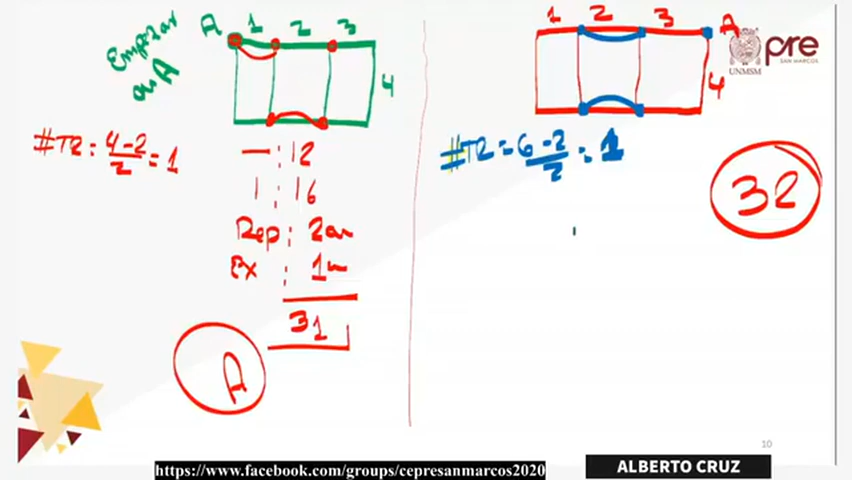 Empezar
en A
A 1 2 3
4
#TR = 4-2/2 = 1
— : 12
| : 16
Rep : 2m
Ex : 1m
31
A
1 2 3 A
4
#TR = 6-2/2 = 1
32
UNMSM
pre
SAN MARCOS
10
https://www.facebook.com/groups/cepresanmarcos2020
ALBERTO CRUZ